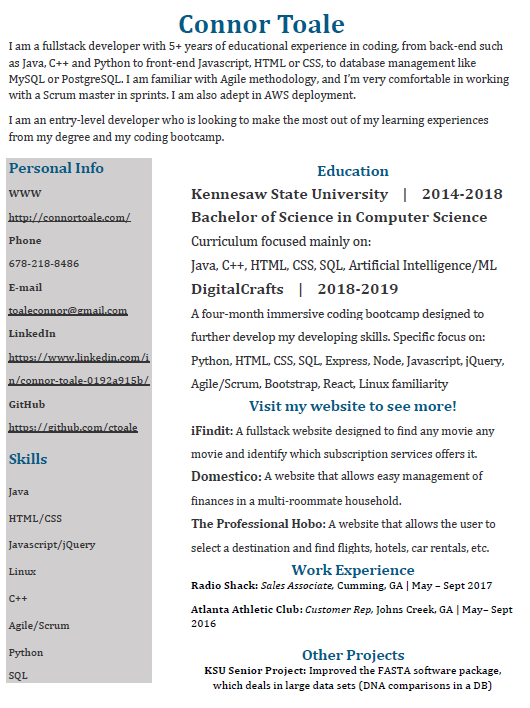 Connor Toale
I am a fullstack developer with 5+ years of educational experience in coding, from back-end such
as Java, C++ and Python to front-end Javascript, HTML or CSS, to database management like
MySQL or PostgreSQL. I am familiar with Agile methodology, and I'm very comfortable in working
with a Scrum master in sprints. I am also adept in AWS deployment.
I am an entry-level developer who is looking to make the most out of my learning experiences
from my degree and my coding bootcamp.
Personal Info
WWW
http://connortoale.com/
Phone
678-218-8486
E-mail
toaleconnor@gmail.com
LinkedIn
https://www.linkedin.com/i
n/connor-toale-0192a915b/
GitHub
https://github.com/ctoale
Skills
Java
HTML/CSS
Javascript/jQuery
Linux
C++
Agile/Scrum
Python
SQL
Education
Kennesaw State University | 2014-2018
Bachelor of Science in Computer Science
Curriculum focused mainly on:
Java, C++, HTML, CSS, SQL, Artificial Intelligence/ML
DigitalCrafts | 2018-2019
A four-month immersive coding bootcamp designed to
further develop my developing skills. Specific focus on:
Python, HTML, CSS, SQL, Express, Node, Javascript, jQuery,
Agile/Scrum, Bootstrap, React, Linux familiarity
Visit my website to see more!
iFindit: A fullstack website designed to find any movie any
movie and identify which subscription services offers it.
Domestico: A website that allows easy management of
finances in a multi-roommate household.
The Professional Hobo: A website that allows the user to
select a destination and find flights, hotels, car rentals, etc.
Work Experience
Radio Shack: Sales Associate, Cumming, GA | May – Sept 2017
Atlanta Athletic Club: Customer Rep, Johns Creek, GA | May– Sept
2016
Other Projects
KSU Senior Project: Improved the FASTA software package,
which deals in large data sets (DNA comparisons in a DB)